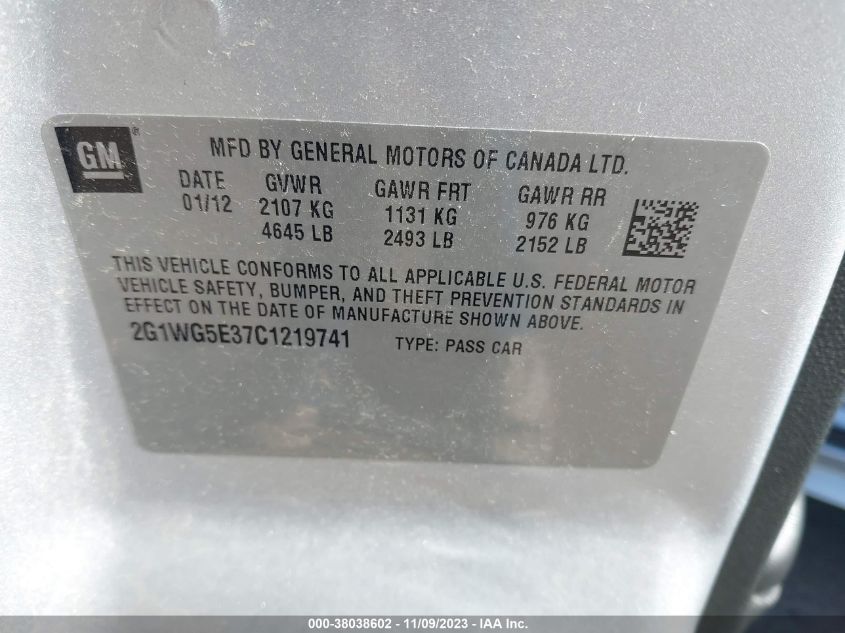 GM ®
MFD BY GENERAL MOTORS OF CANADA LTD.
DATE GVWR GAWR FRT GAWR RR
01/12 2107 KG 1131 KG 976 KG
4645 LB 2493 LB 2152 LB
THIS VEHICLE CONFORMS TO ALL APPLICABLE U.S. FEDERAL MOTOR
VEHICLE SAFETY, BUMPER, AND THEFT PREVENTION STANDARDS IN
EFFECT ON THE DATE OF MANUFACTURE SHOWN ABOVE.
2G1WG5E37C1219741 TYPE: PASS CAR
000-38038602 - 11/09/2023 - IAA Inc.